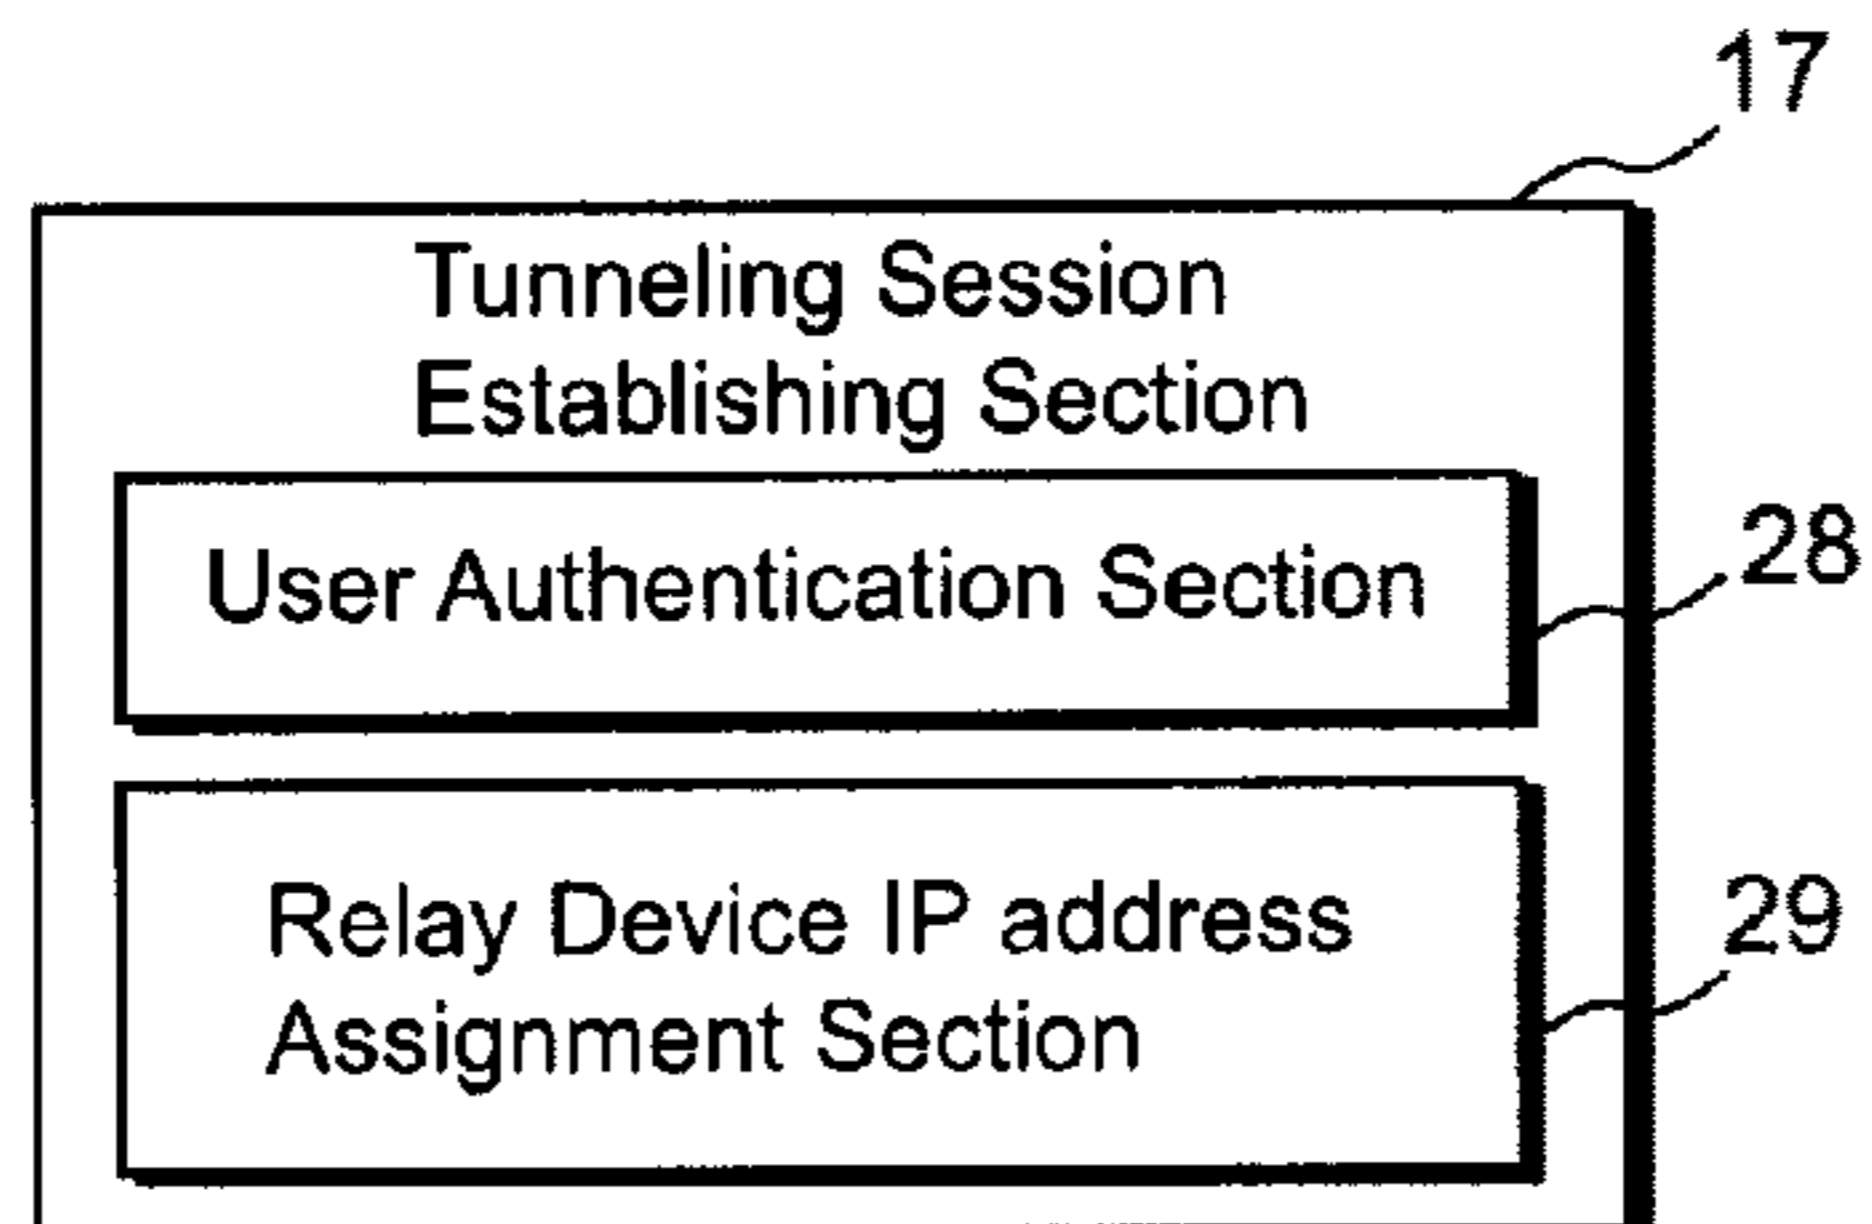 17
Tunneling Session
Establishing Section
User Authentication Section
28
Relay Device IP address
Assignment Section
29